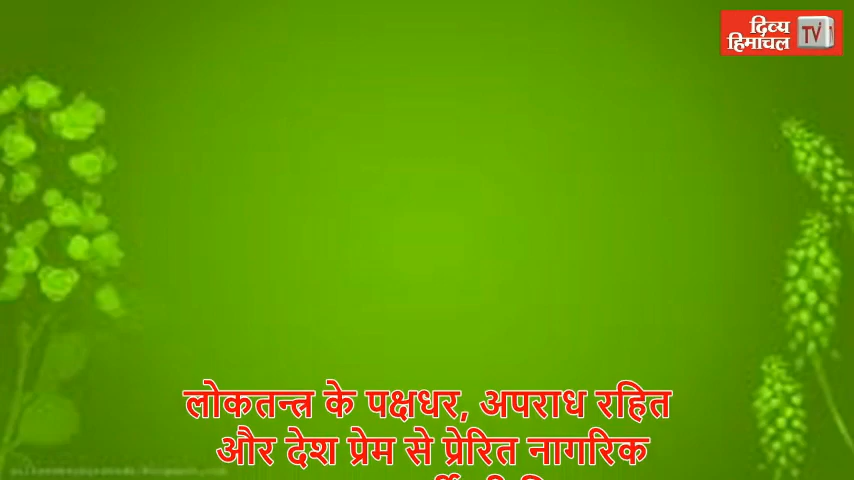 दिव्य
हिमाचल TV
लोकतन्त्र के पक्षधर, अपराध रहित
और देश प्रेम से प्रेरित नागरिक